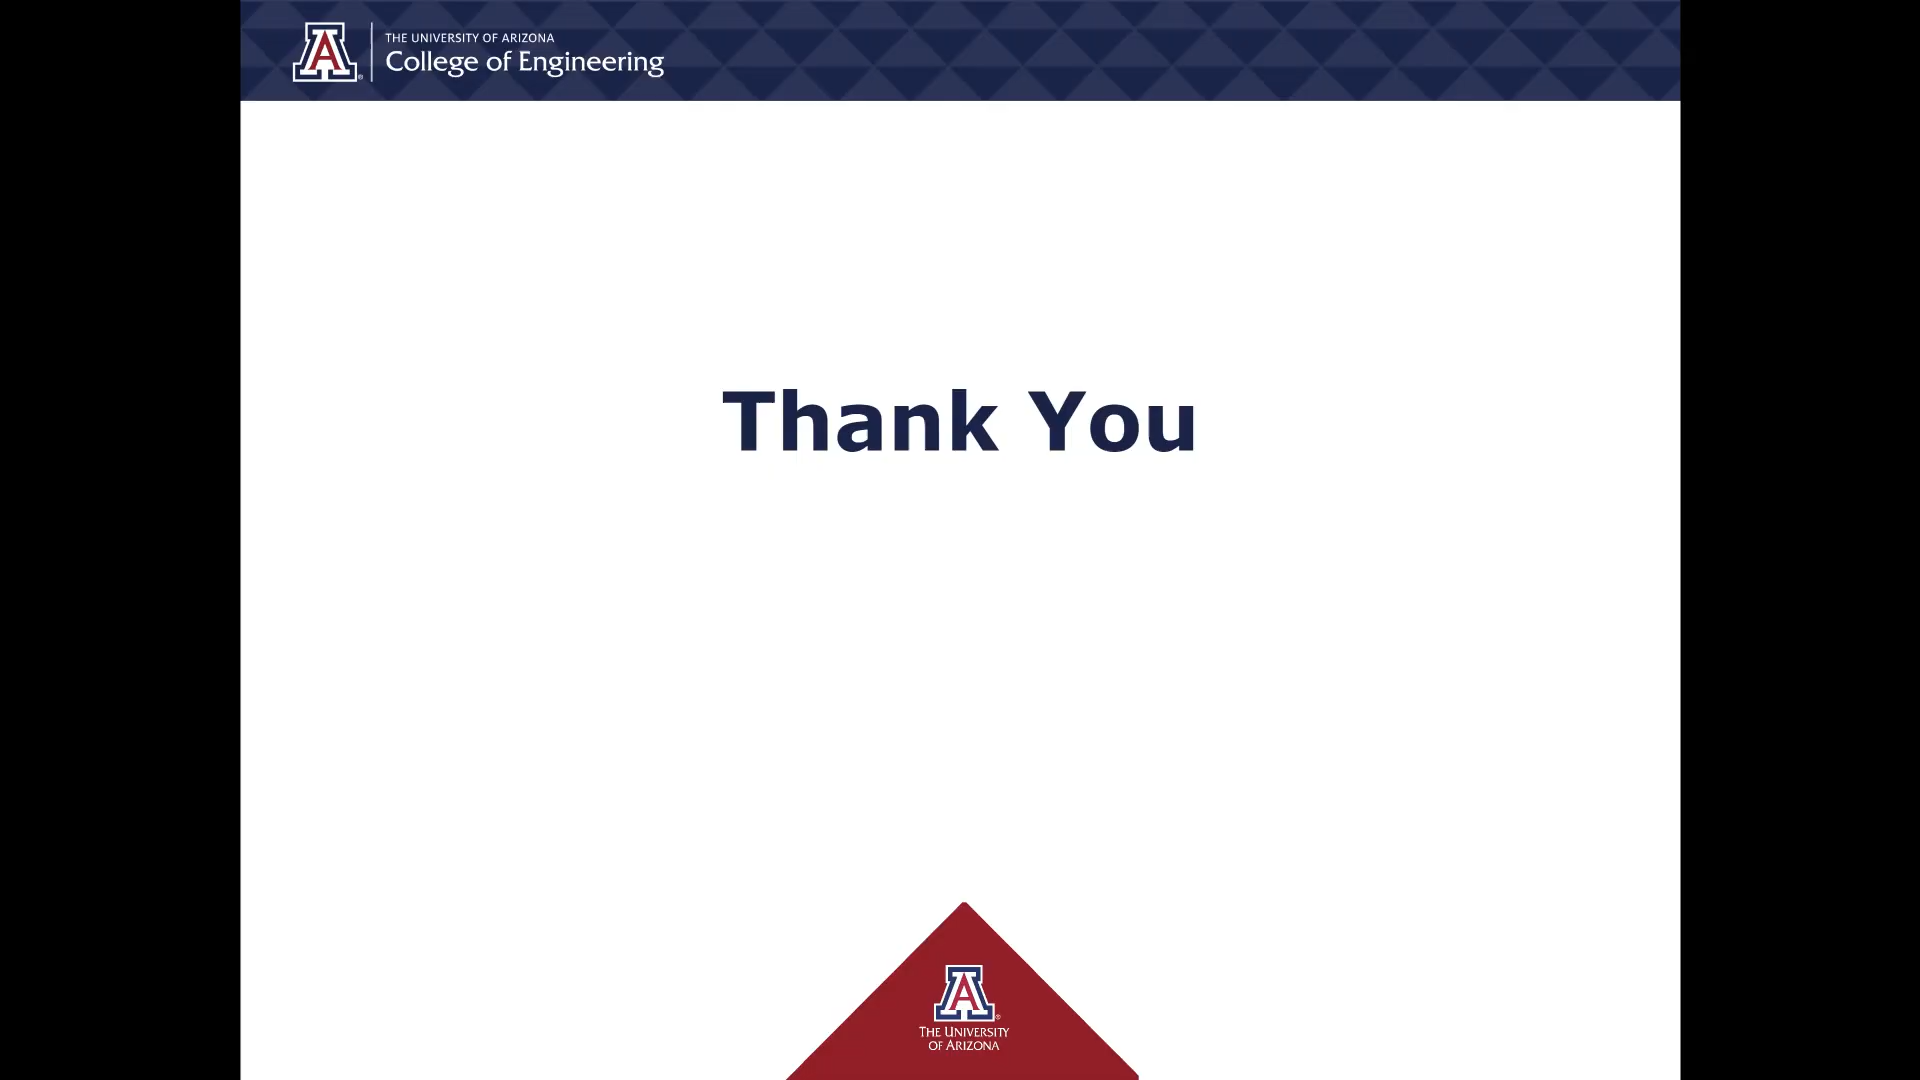 A
THE UNIVERSITY OF ARIZONA
College of Engineering
Thank You
A
THE UNIVERSITY
OF ARIZONA